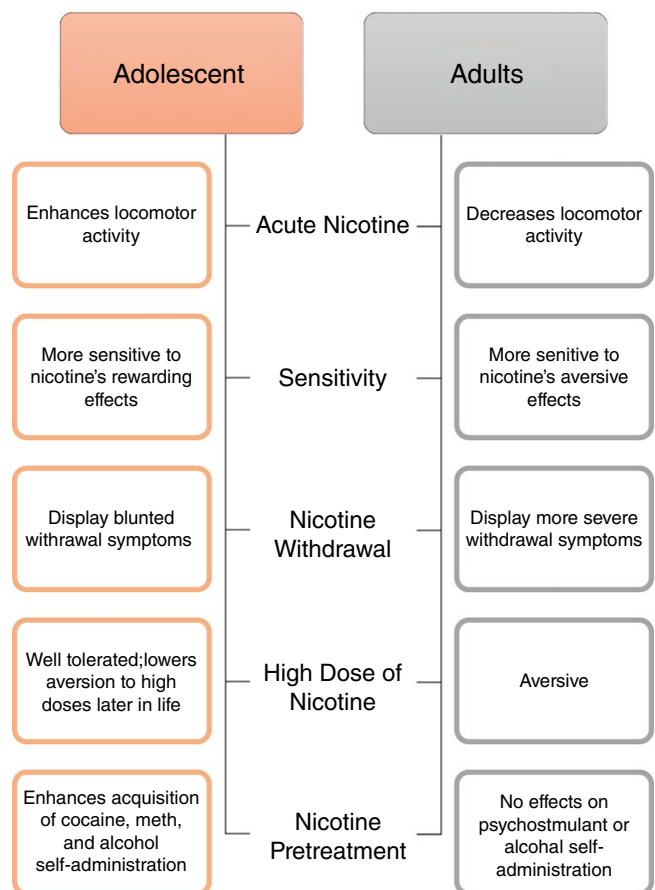 Adolescent
Adults
Enhances locomotor
activity
Acute Nicotine
Decreases locomotor
activity
More sensitive to
nicotine's rewarding
effects
Sensitivity
More senitive to
nicotine's aversive
effects
Display blunted
withrawal symptoms
Nicotine
Withdrawal
Display more severe
withdrawal symptoms
Well tolerated;lowers
aversion to high
doses later in life
High Dose of
Nicotine
Aversive
Enhances acquisition
of cocaine, meth,
and alcohol
self-administration
Nicotine
Pretreatment
No effects on
psychostmulant or
alcohal self-
administration